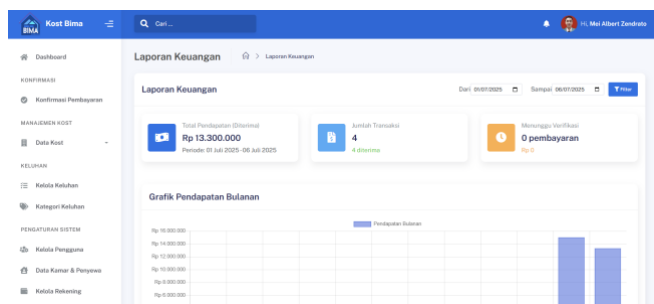 BIMA
Kost Bima
Cari ...
Hi, Mei Albert Zendrato
Dashboard
KONFIRMASI
Konfirmasi Pembayaran
MANAJEMEN KOST
Data Kost
KELUHAN
Kelola Keluhan
Kategori Keluhan
PENGATURAN SISTEM
Kelola Pengguna
Data Kamar & Penyewa
Kelola Rekening
Laporan Keuangan
> Laporan Keuangan
Laporan Keuangan
Dari 01/07/2025 Sampai 06/07/2025 Filter
Total Pendapatan (Diterima)
Rp 13.300.000
Periode: 01 Juli 2025 - 06 Juli 2025
Jumlah Transaksi
4
4 diterima
Menunggu Verifikasi
0 pembayaran
Rp 0
Grafik Pendapatan Bulanan
Pendapatan Bulanan
Rp 16.000.000
Rp 14.000.000
Rp 12.000.000
Rp 10.000.000
Rp 8.000.000
Rp 6.000.000